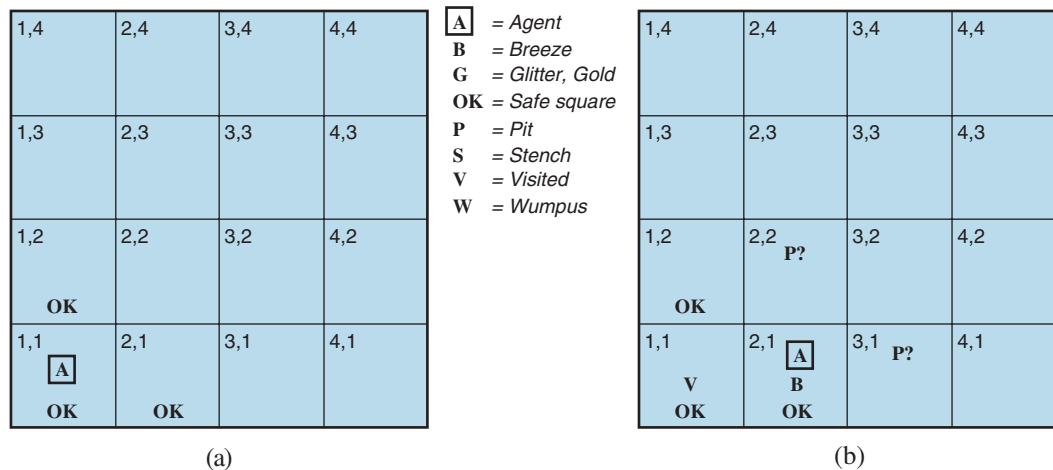 1,4 2,4 3,4 4,4
1,3 2,3 3,3 4,3
1,2 2,2 3,2 4,2
OK
1,1 2,1 3,1 4,1
A
OK OK
(a)
A = Agent
B = Breeze
G = Glitter, Gold
OK = Safe square
P = Pit
S = Stench
V = Visited
W = Wumpus
1,4 2,4 3,4 4,4
1,3 2,3 3,3 4,3
1,2 2,2 3,2 4,2
P?
OK
1,1 2,1 3,1 4,1
A P?
V B
OK OK
(b)